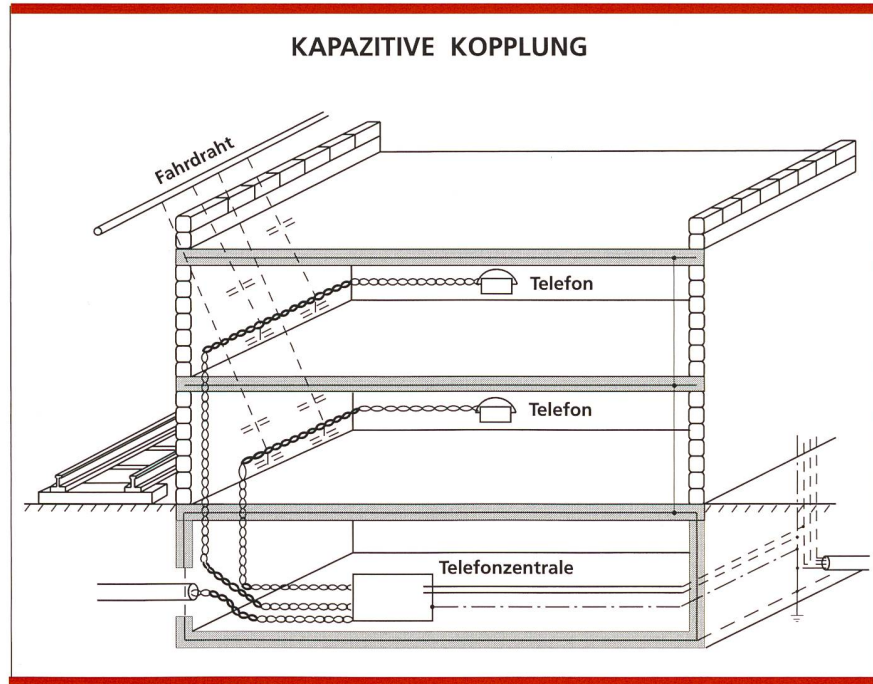 KAPAZITIVE KOPPLUNG
Fahrdraht
Telefon
Telefon
Telefonzentrale